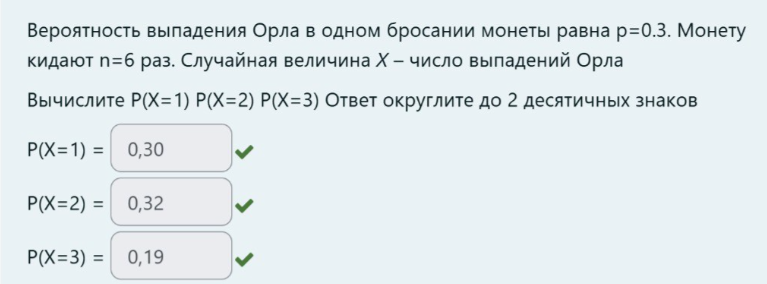 Вероятность выпадения Орла в одном бросании монеты равна p=0.3. Монету
кидают n=6 раз. Случайная величина X – число выпадений Орла
Вычислите P(X=1) P(X=2) P(X=3) Ответ округлите до 2 десятичных знаков
P(X=1) = 0,30
P(X=2) = 0,32
P(X=3) = 0,19